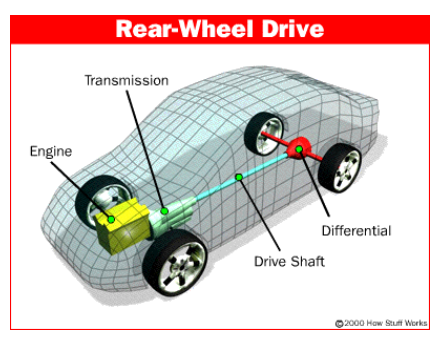 Rear-Wheel Drive
Transmission
Engine
Differential
Drive Shaft
©2000 How Stuff Works